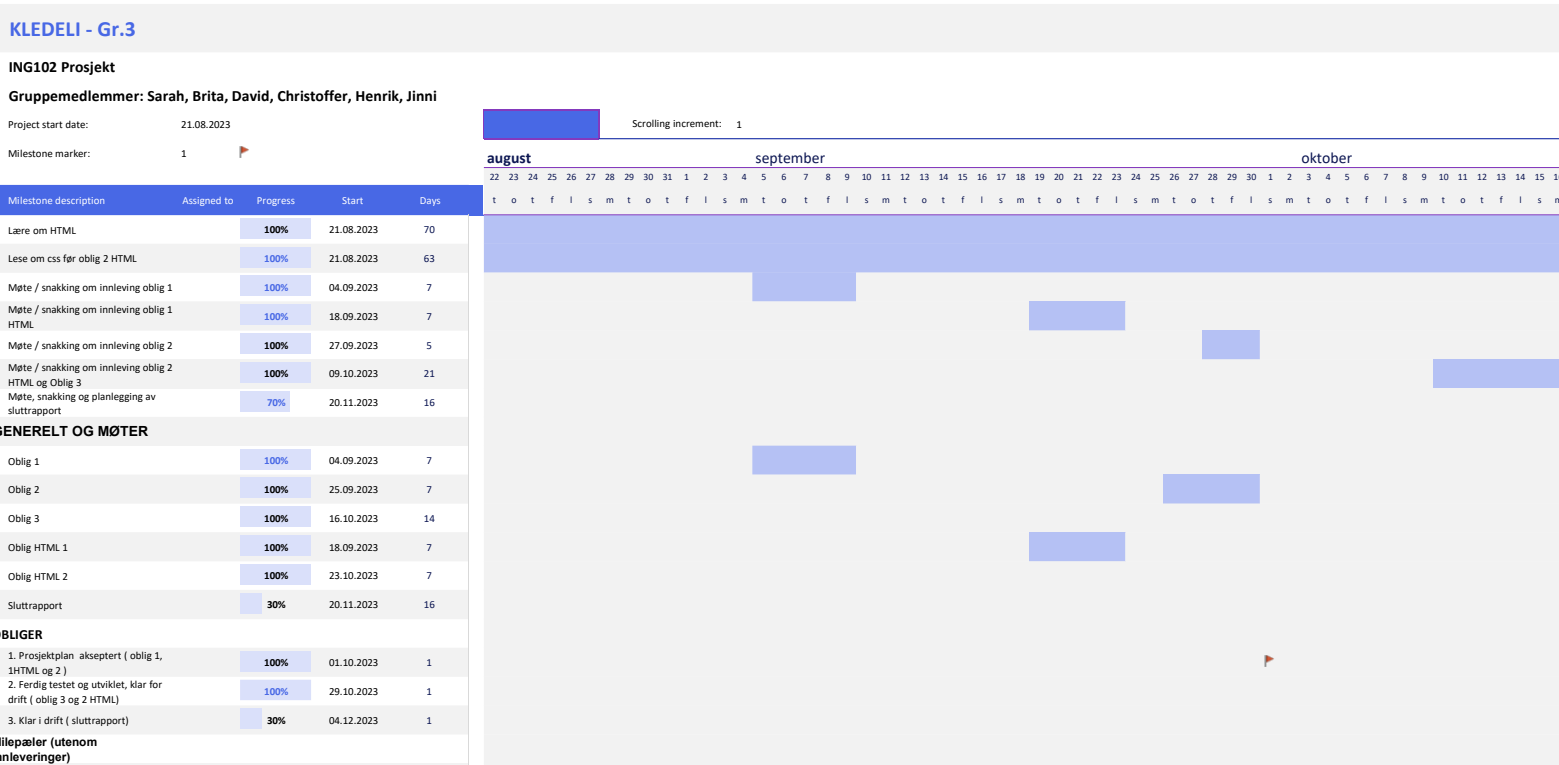 KLEDELI - Gr.3
ING102 Prosjekt
Gruppemedlemmer: Sarah, Brita, David, Christoffer, Henrik, Jinni
Project start date: 21.08.2023 Scrolling increment: 1
Milestone marker: 1
august september oktober
22 23 24 25 26 27 28 29 30 31 1 2 3 4 5 6 7 8 9 10 11 12 13 14 15 16 17 18 19 20 21 22 23 24 25 26 27 28 29 30 1 2 3 4 5 6 7 8 9 10 11 12 13 14 15
Milestone description Assigned to Progress Start Days t o t f l s m t o t f l s m t o t f l s m t o t f l s m t o t f l s m t o t f l s m t o t f l s m t o t f l s m
Lære om HTML 100% 21.08.2023 70
Lese om css før oblig 2 HTML 100% 21.08.2023 63
Møte / snakking om innleving oblig 1 100% 04.09.2023 7
Møte / snakking om innleving oblig 1
HTML 100% 18.09.2023 7
Møte / snakking om innleving oblig 2 100% 27.09.2023 5
Møte / snakking om innleving oblig 2
HTML og Oblig 3 100% 09.10.2023 21
Møte, snakking og planlegging av
sluttrapport 70% 20.11.2023 16
GENERELT OG MØTER
Oblig 1 100% 04.09.2023 7
Oblig 2 100% 25.09.2023 7
Oblig 3 100% 16.10.2023 14
Oblig HTML 1 100% 18.09.2023 7
Oblig HTML 2 100% 23.10.2023 7
Sluttrapport 30% 20.11.2023 16
OBLIGER
1. Prosjektplan akseptert ( oblig 1,
1HTML og 2 ) 100% 01.10.2023 1
2. Ferdig testet og utviklet, klar for
drift ( oblig 3 og 2 HTML) 100% 29.10.2023 1
3. Klar i drift ( sluttrapport) 30% 04.12.2023 1
ilepæler (utenom
nnleveringer)